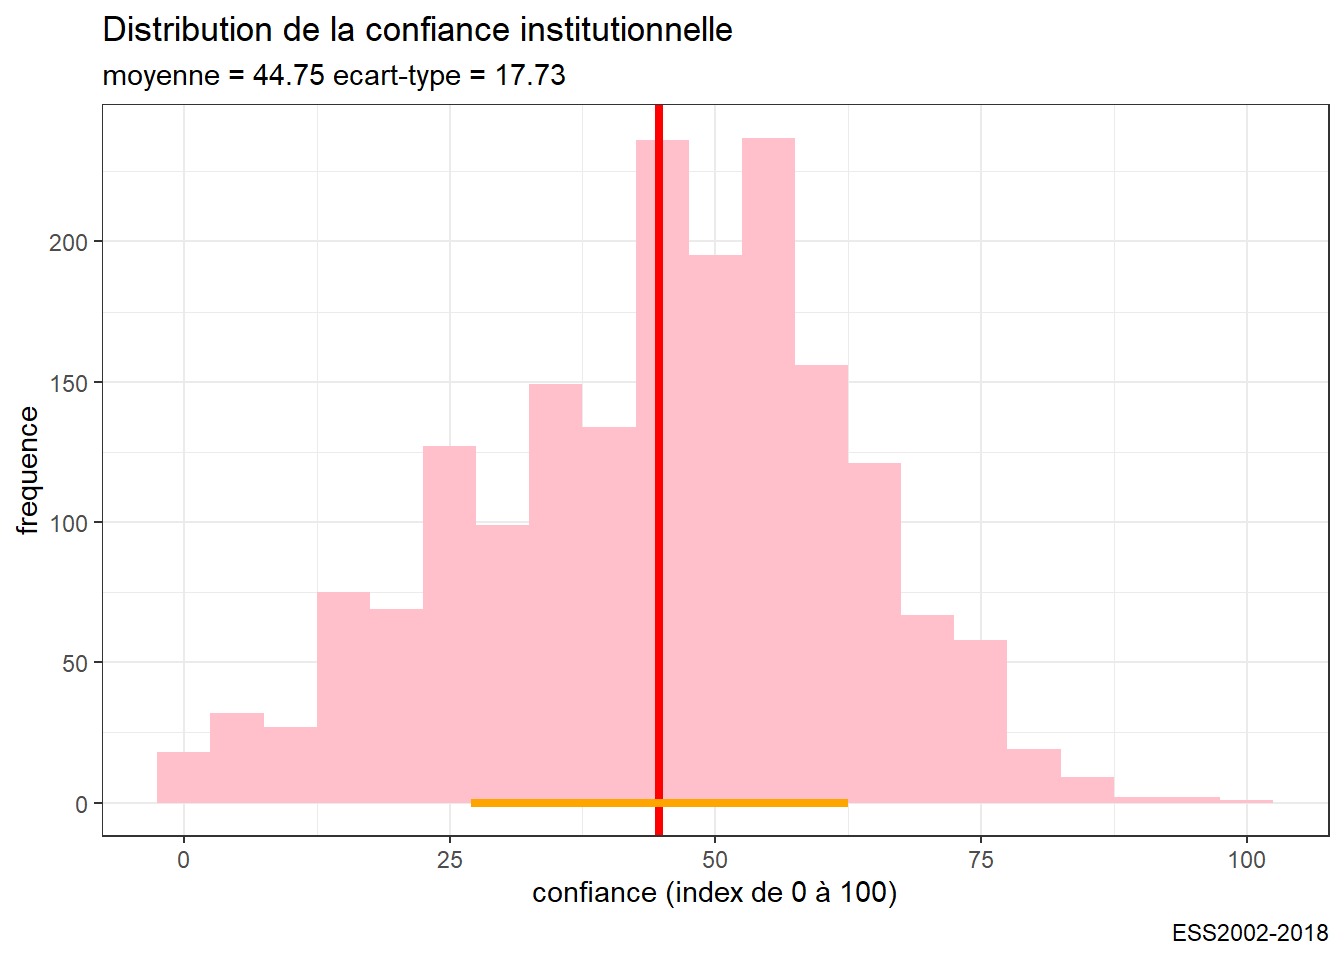 Distribution de la confiance institutionnelle
moyenne = 44.75 ecart-type = 17.73
frequence
200
150
100
50
0
0 25 50 75 100
confiance (index de 0 à 100)
ESS2002-2018